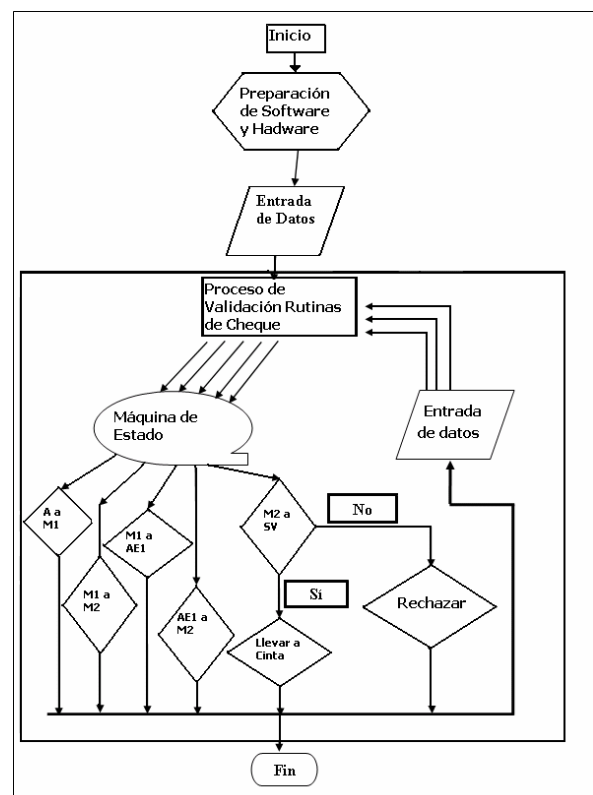 Inicio
Preparación
de Software
y Hadware
Entrada
de Datos
Proceso de
Validación Rutinas
de Cheque
Máquina de
Estado
Entrada
de datos
A a
M1
M1 a
M2
M1 a
AE1
AE1 a
M2
M2 a
SV
No
Si
Llevar a
Cinta
Rechazar
Fin